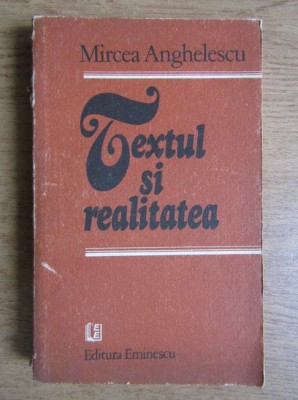 Mircea Anghelescu
Textul
și
realitatea
Editura Eminescu